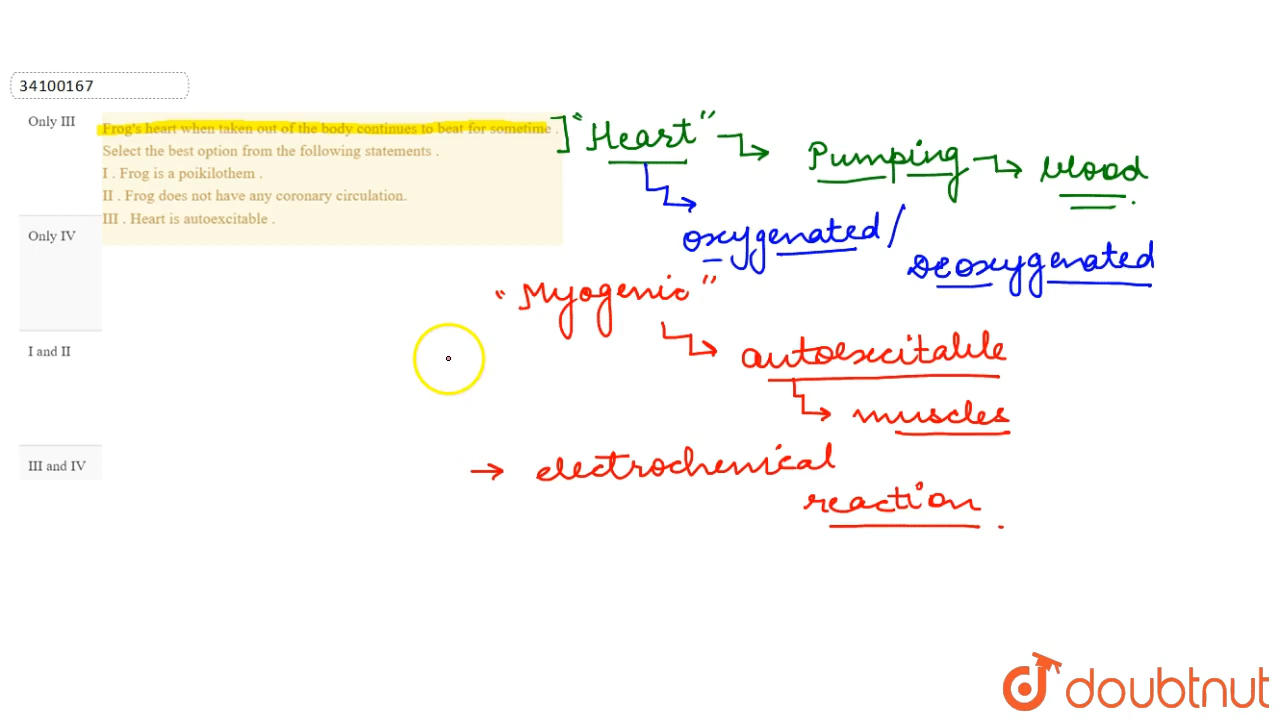 34100167
Only III
Frog's heart when taken out of the body continues to beat for sometime .
Select the best option from the following statements .
I . Frog is a poikilothem .
II . Frog does not have any coronary circulation.
III . Heart is autoexcitable .
Only IV
I and II
III and IV
] "Heart" → Pumping → blood
oxygenated /
Deoxygenated
"Myogenic"
autoexcitable
muscles
→ electrochemical
reaction .
doubtnut